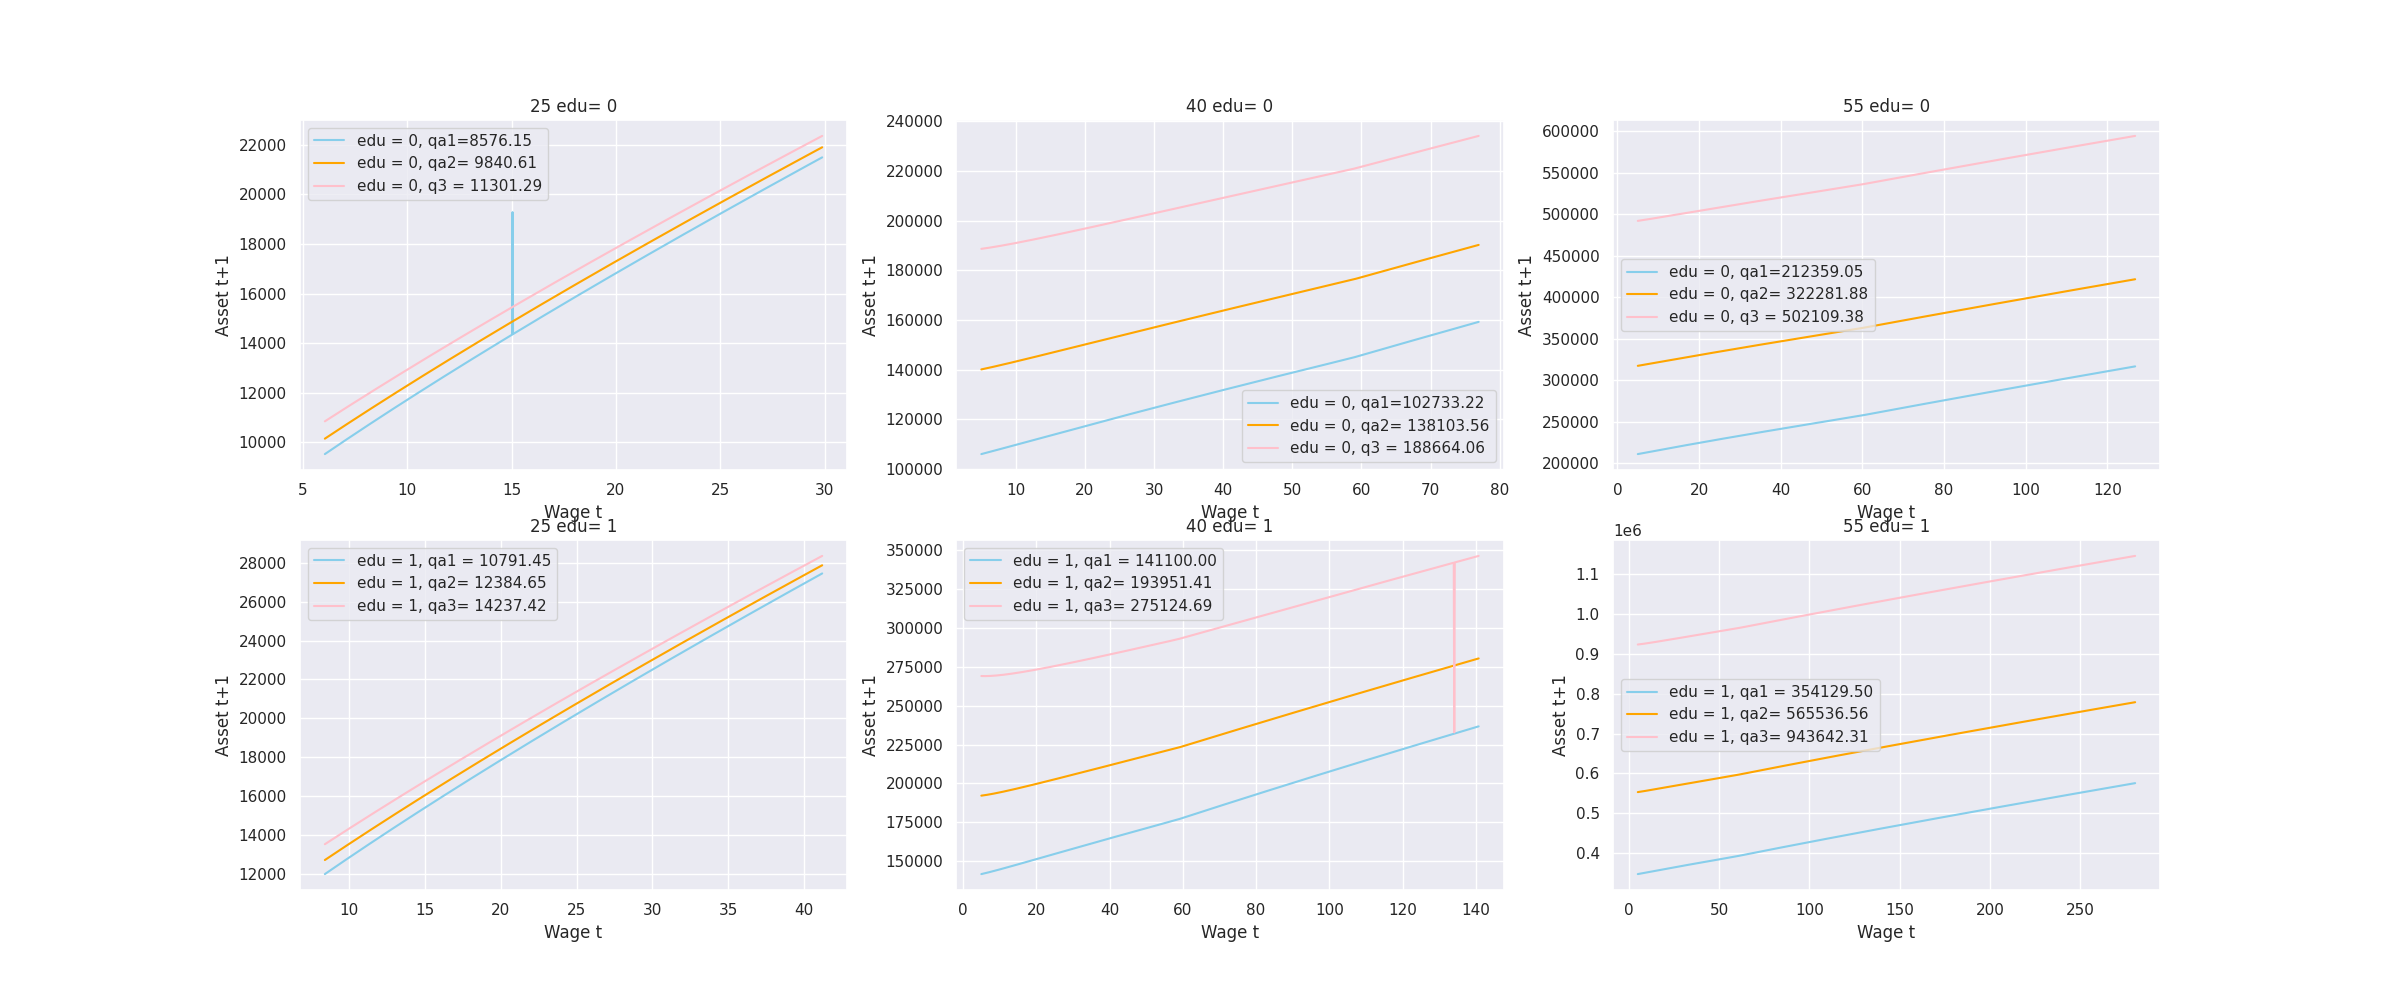 25 edu= 0
edu = 0, qa1=8576.15
edu = 0, qa2= 9840.61
edu = 0, q3 = 11301.29
22000
20000
18000
16000
14000
12000
10000
Asset t+1
5 10 15 20 25 30
Wage t
40 edu= 0
240000
220000
200000
180000
160000
140000
120000
100000
Asset t+1
edu = 0, qa1=102733.22
edu = 0, qa2= 138103.56
edu = 0, q3 = 188664.06
10 20 30 40 50 60 70 80
Wage t
55 edu= 0
600000
550000
500000
450000
400000
350000
300000
250000
200000
Asset t+1
edu = 0, qa1=212359.05
edu = 0, qa2= 322281.88
edu = 0, q3 = 502109.38
0 20 40 60 80 100 120
Wage t
25 edu= 1
edu = 1, qa1 = 10791.45
edu = 1, qa2= 12384.65
edu = 1, qa3= 14237.42
28000
26000
24000
22000
20000
18000
16000
14000
12000
Asset t+1
10 15 20 25 30 35 40
Wage t
40 edu= 1
edu = 1, qa1 = 141100.00
edu = 1, qa2= 193951.41
edu = 1, qa3= 275124.69
350000
325000
300000
275000
250000
225000
200000
175000
150000
Asset t+1
0 20 40 60 80 100 120 140
Wage t
55 edu= 1
1e6
1.1
1.0
0.9
0.8
0.7
0.6
0.5
0.4
Asset t+1
edu = 1, qa1 = 354129.50
edu = 1, qa2= 565536.56
edu = 1, qa3= 943642.31
0 50 100 150 200 250
Wage t